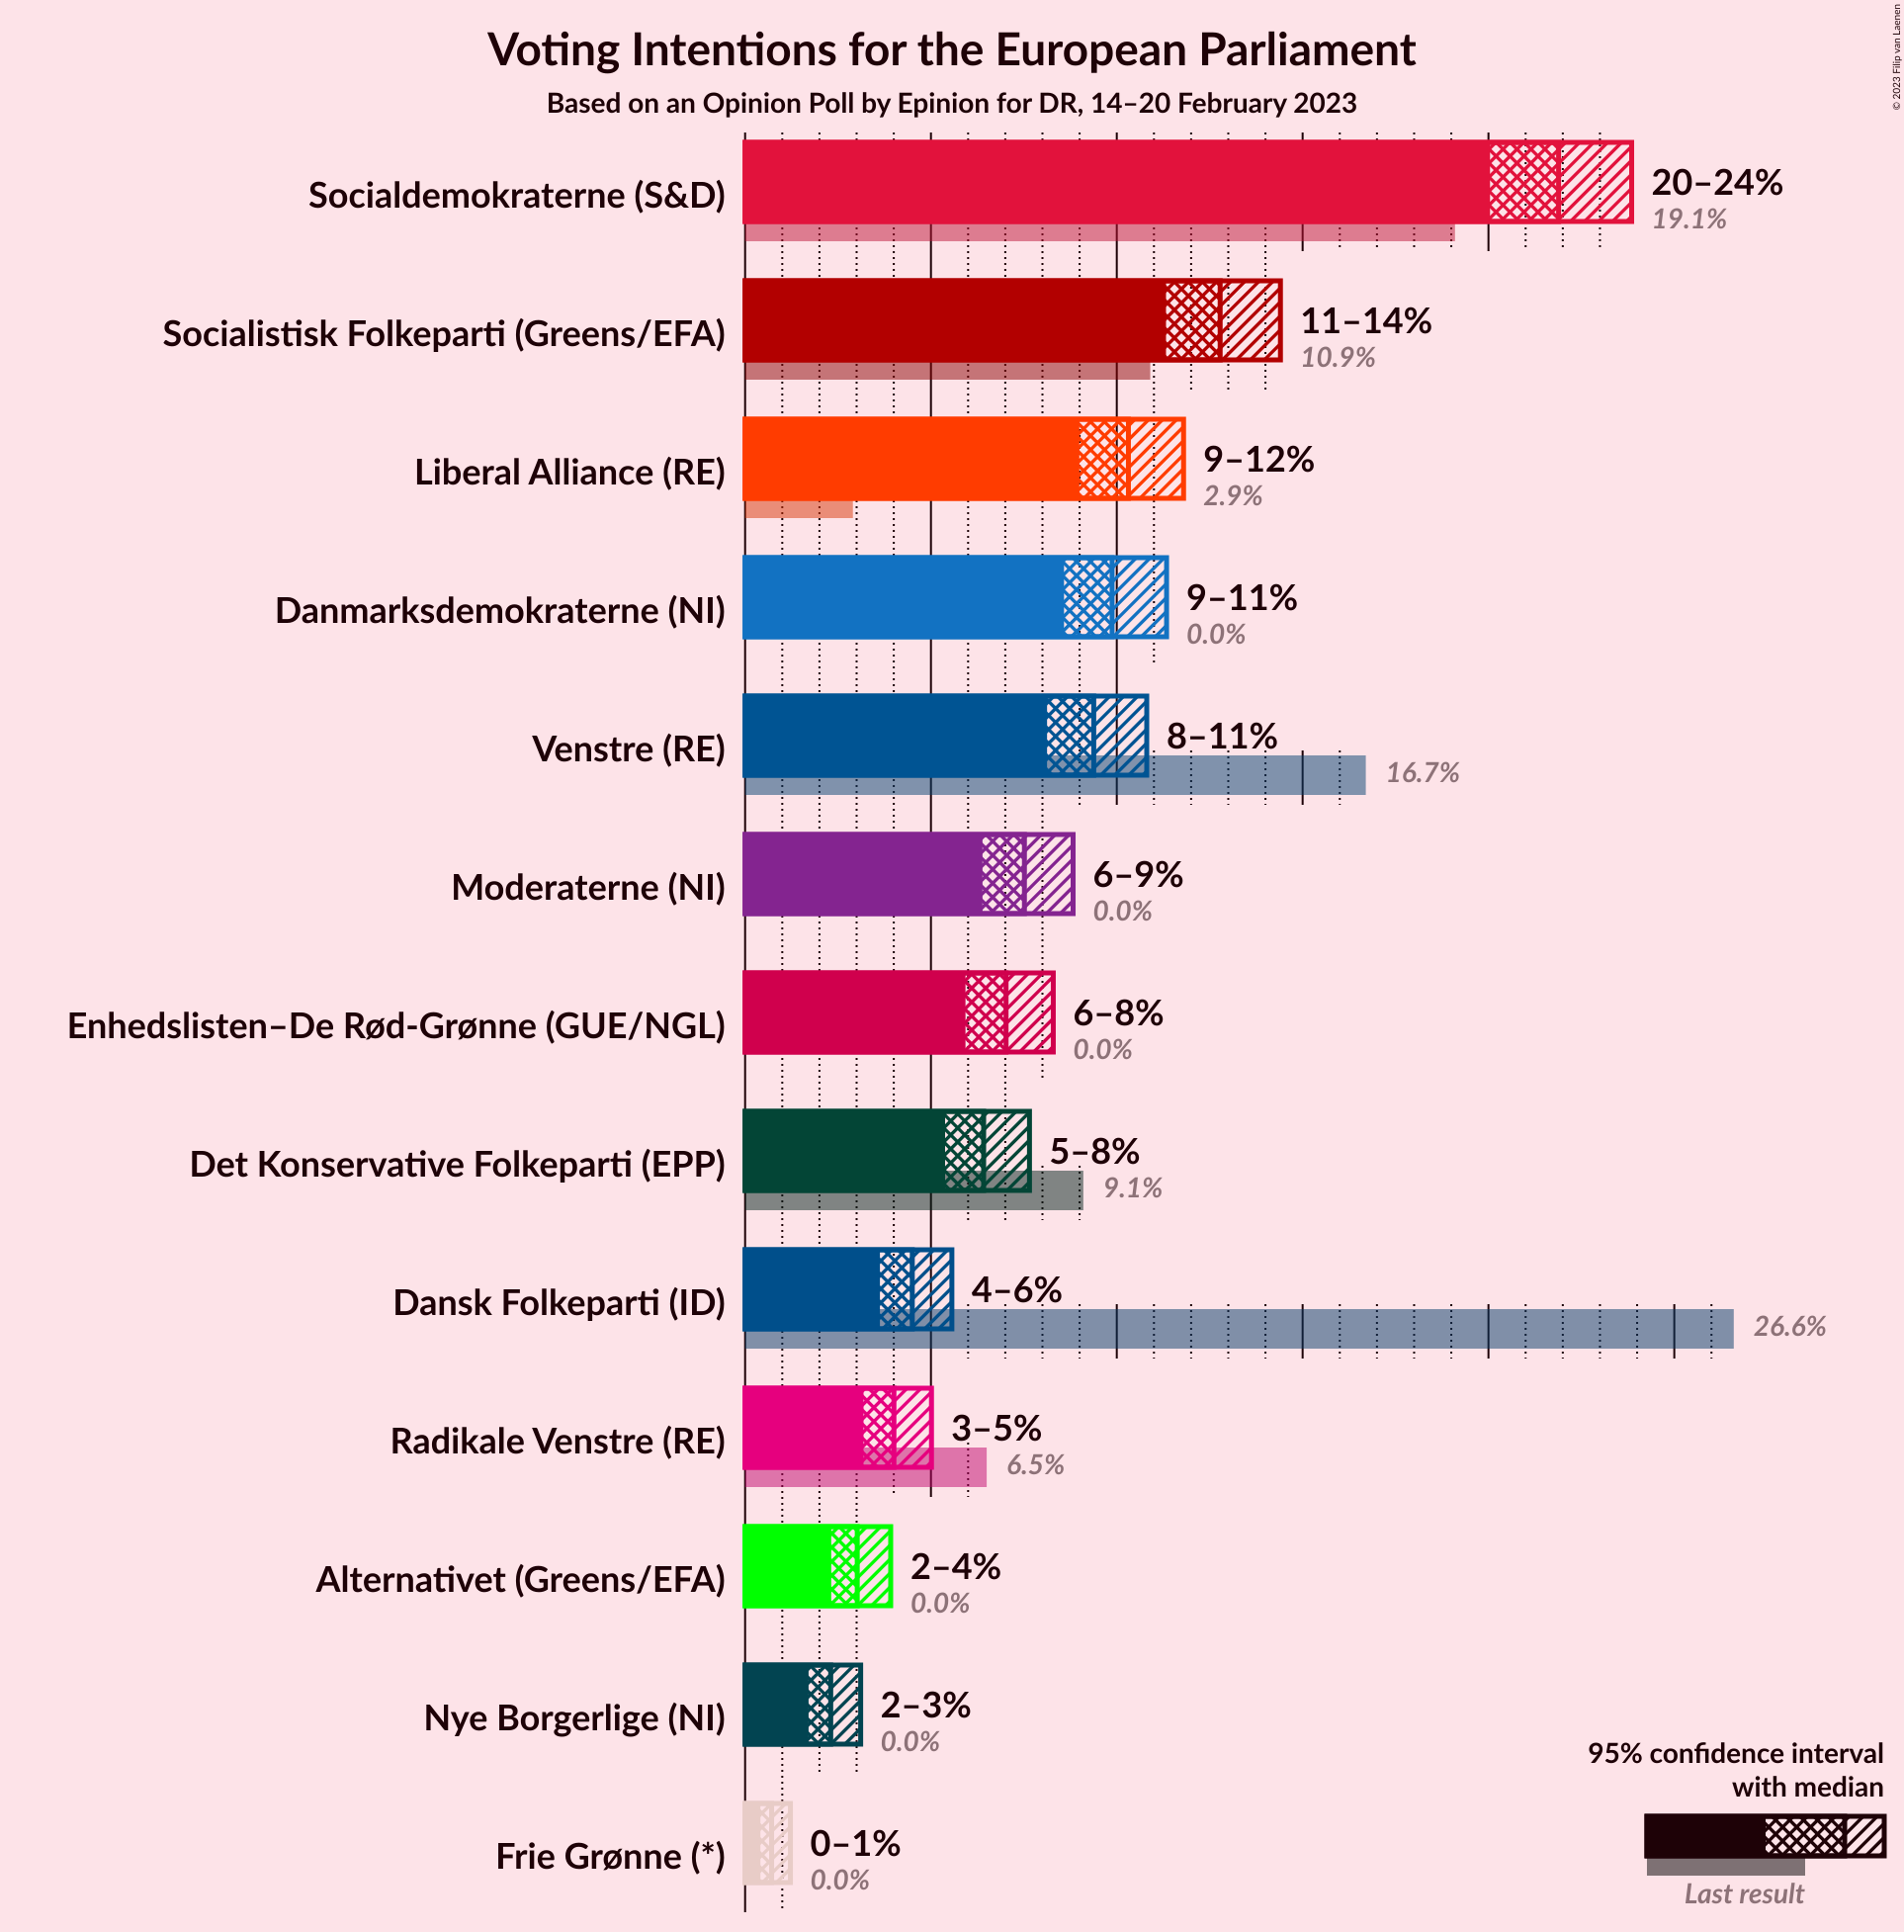 Voting Intentions for the European Parliament
Based on an Opinion Poll by Epinion for DR, 14–20 February 2023
© 2023 Filip van Laenen
Socialdemokraterne (S&D)
20–24%
19.1%
Socialistisk Folkeparti (Greens/EFA)
11–14%
10.9%
Liberal Alliance (RE)
9–12%
2.9%
Danmarksdemokraterne (NI)
9–11%
0.0%
Venstre (RE)
8–11%
16.7%
Moderaterne (NI)
6–9%
0.0%
Enhedslisten–De Rød-Grønne (GUE/NGL)
6–8%
0.0%
Det Konservative Folkeparti (EPP)
5–8%
9.1%
Dansk Folkeparti (ID)
4–6%
26.6%
Radikale Venstre (RE)
3–5%
6.5%
Alternativet (Greens/EFA)
2–4%
0.0%
Nye Borgerlige (NI)
2–3%
0.0%
Frie Grønne (*)
0–1%
0.0%
95% confidence interval
with median
Last result